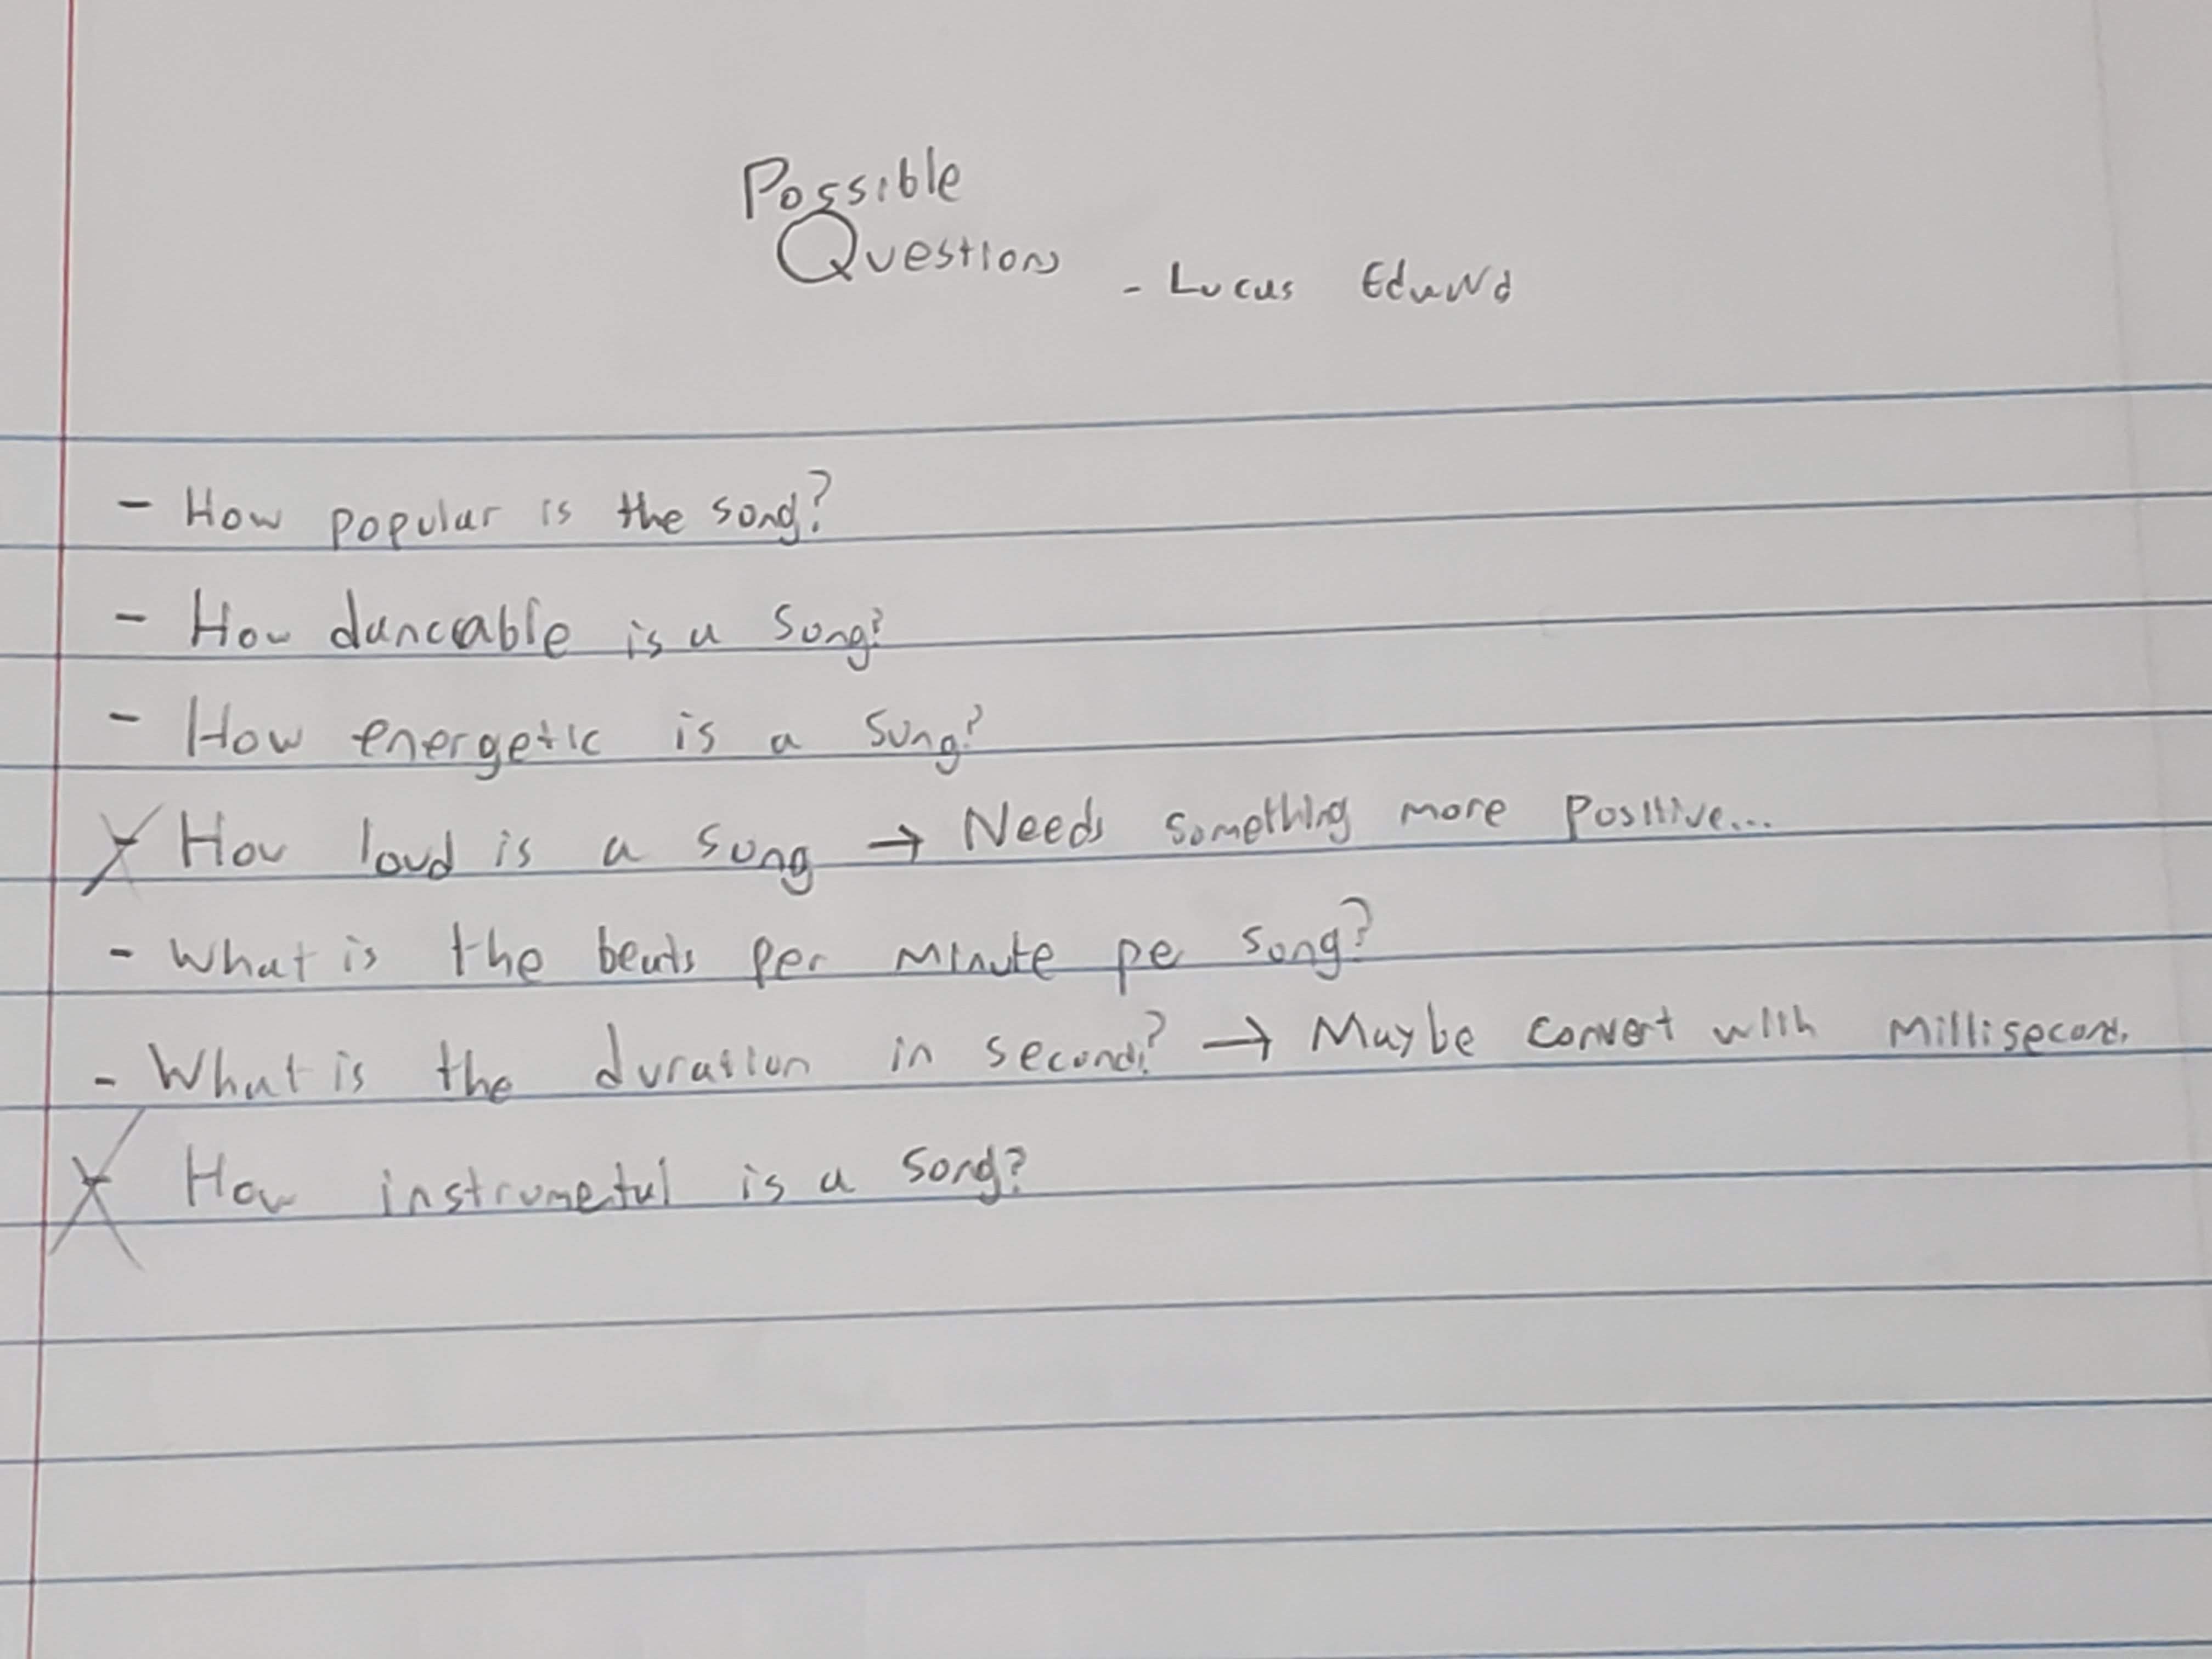 Possible
Questions - Lucas Eduard
- How popular is the song?
- How danceable is a song?
- How energetic is a song?
X How loud is a song → Needs something more positive...
- What is the beats per minute pe song?
- What is the duration in seconds? → Maybe convert with milliseconds.
X How instrumetal is a song?